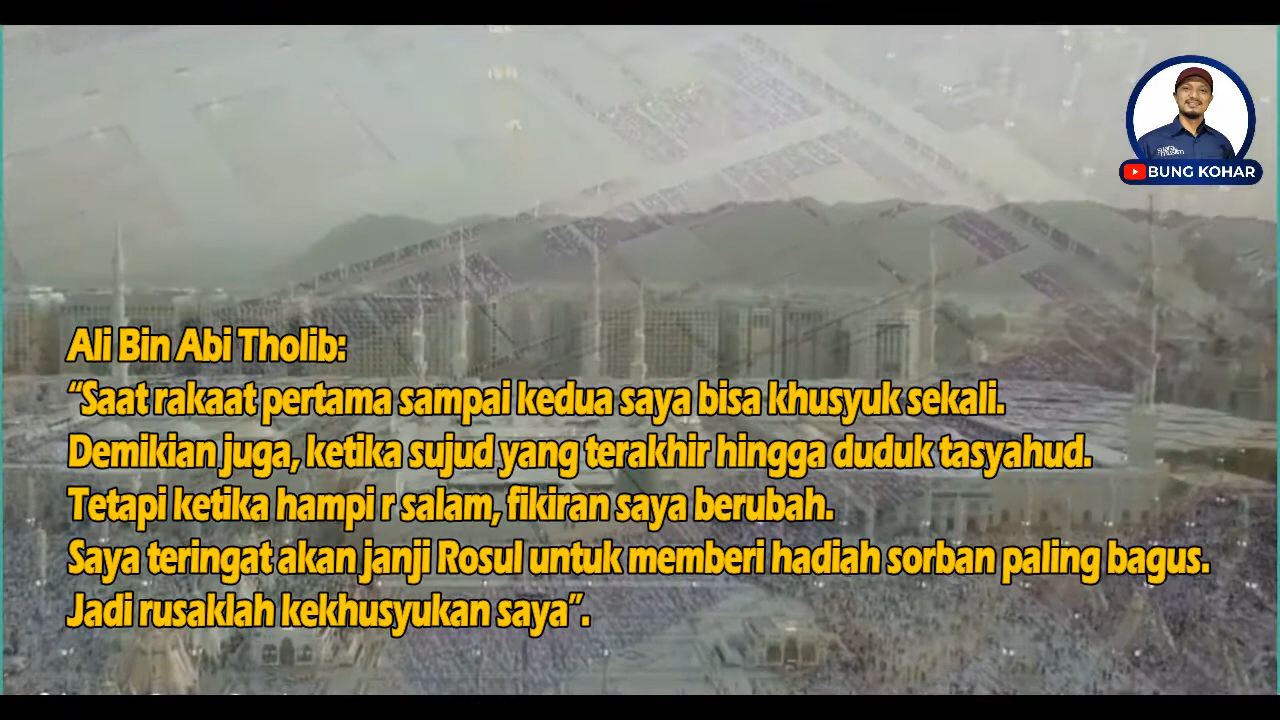 BUNG KOHAR
Ali Bin Abi Tholib:
“Saat rakaat pertama sampai kedua saya bisa khusyuk sekali.
Demikian juga, ketika sujud yang terakhir hingga duduk tasyahud.
Tetapi ketika hampi r salam, fikiran saya berubah.
Saya teringat akan janji Rosul untuk memberi hadiah sorban paling bagus.
Jadi rusaklah kekhusyukan saya”.